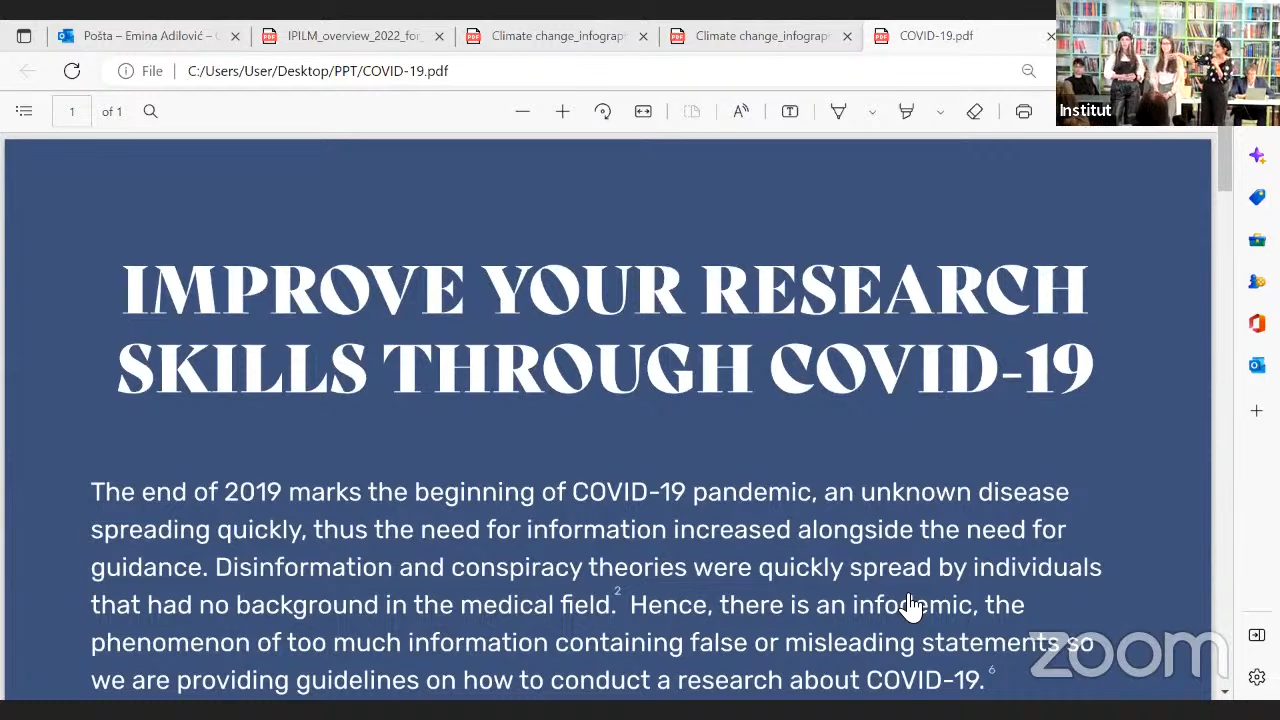 Pošta – Emina Adilović –
IPILM_overview_2022_for_
Climate change_infograph
Climate change_infograph
COVID-19.pdf
File
C:/Users/User/Desktop/PPT/COVID-19.pdf
1 of 1
Institut
IMPROVE YOUR RESEARCH
SKILLS THROUGH COVID-19
The end of 2019 marks the beginning of COVID-19 pandemic, an unknown disease
spreading quickly, thus the need for information increased alongside the need for
guidance. Disinformation and conspiracy theories were quickly spread by individuals
that had no background in the medical field.2 Hence, there is an infodemic, the
phenomenon of too much information containing false or misleading statements so
we are providing guidelines on how to conduct a research about COVID-19. 6
zoom